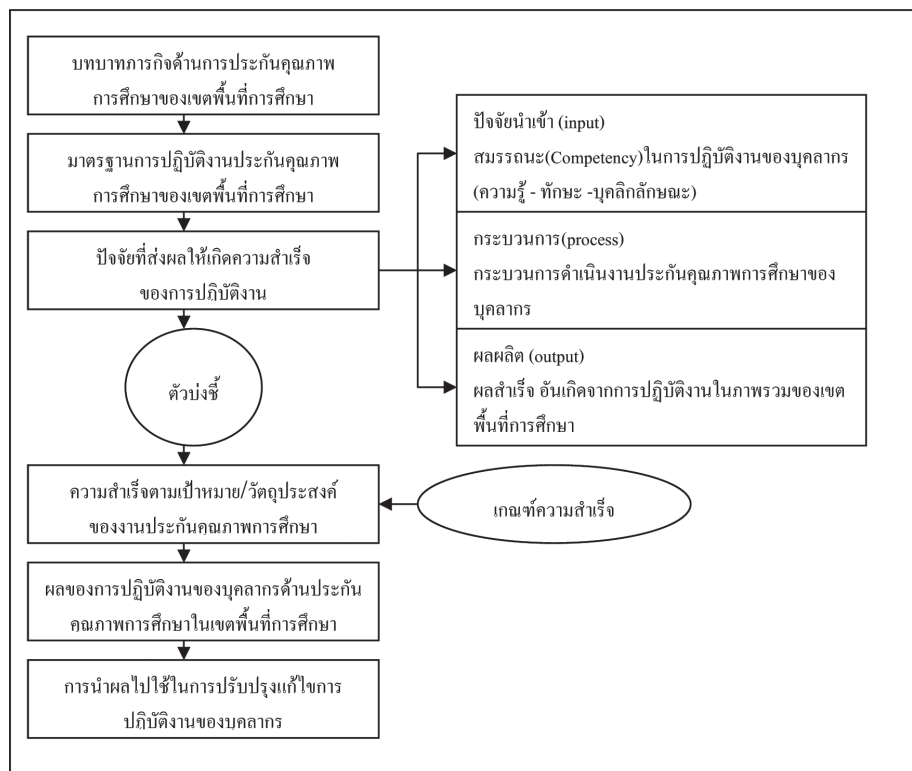 บทบาทภารกิจด้านการประกันคุณภาพ
การศึกษาของเขตพื้นที่การศึกษา
มาตรฐานการปฏิบัติงานประกันคุณภาพ
การศึกษาของเขตพื้นที่การศึกษา
ปัจจัยที่ส่งผลให้เกิดความสำเร็จ
ของการปฏิบัติงาน
ปัจจัยนำเข้า (input)
สมรรถนะ(Competency)ในการปฏิบัติงานของบุคลากร
(ความรู้ - ทักษะ -บุคลิกลักษณะ)
กระบวนการ(process)
กระบวนการดำเนินงานประกันคุณภาพการศึกษาของ
บุคลากร
ผลผลิต (output)
ผลสำเร็จ อันเกิดจากการปฏิบัติงานในภาพรวมของเขต
พื้นที่การศึกษา
ตัวบ่งชี้
ความสำเร็จตามเป้าหมาย/วัตถุประสงค์
ของงานประกันคุณภาพการศึกษา
เกณฑ์ความสำเร็จ
ผลของการปฏิบัติงานของบุคลากรด้านประกัน
คุณภาพการศึกษาในเขตพื้นที่การศึกษา
การนำผลไปใช้ในการปรับปรุงแก้ไขการ
ปฏิบัติงานของบุคลากร